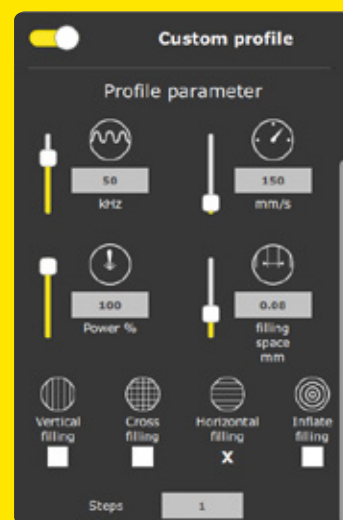 Custom profile
Profile parameter
50
kHz
150
mm/s
100
Power %
0.08
filling
space
mm
Vertical
filling
Cross
filling
Horizontal
filling
X
Inflate
filling
Steps
1